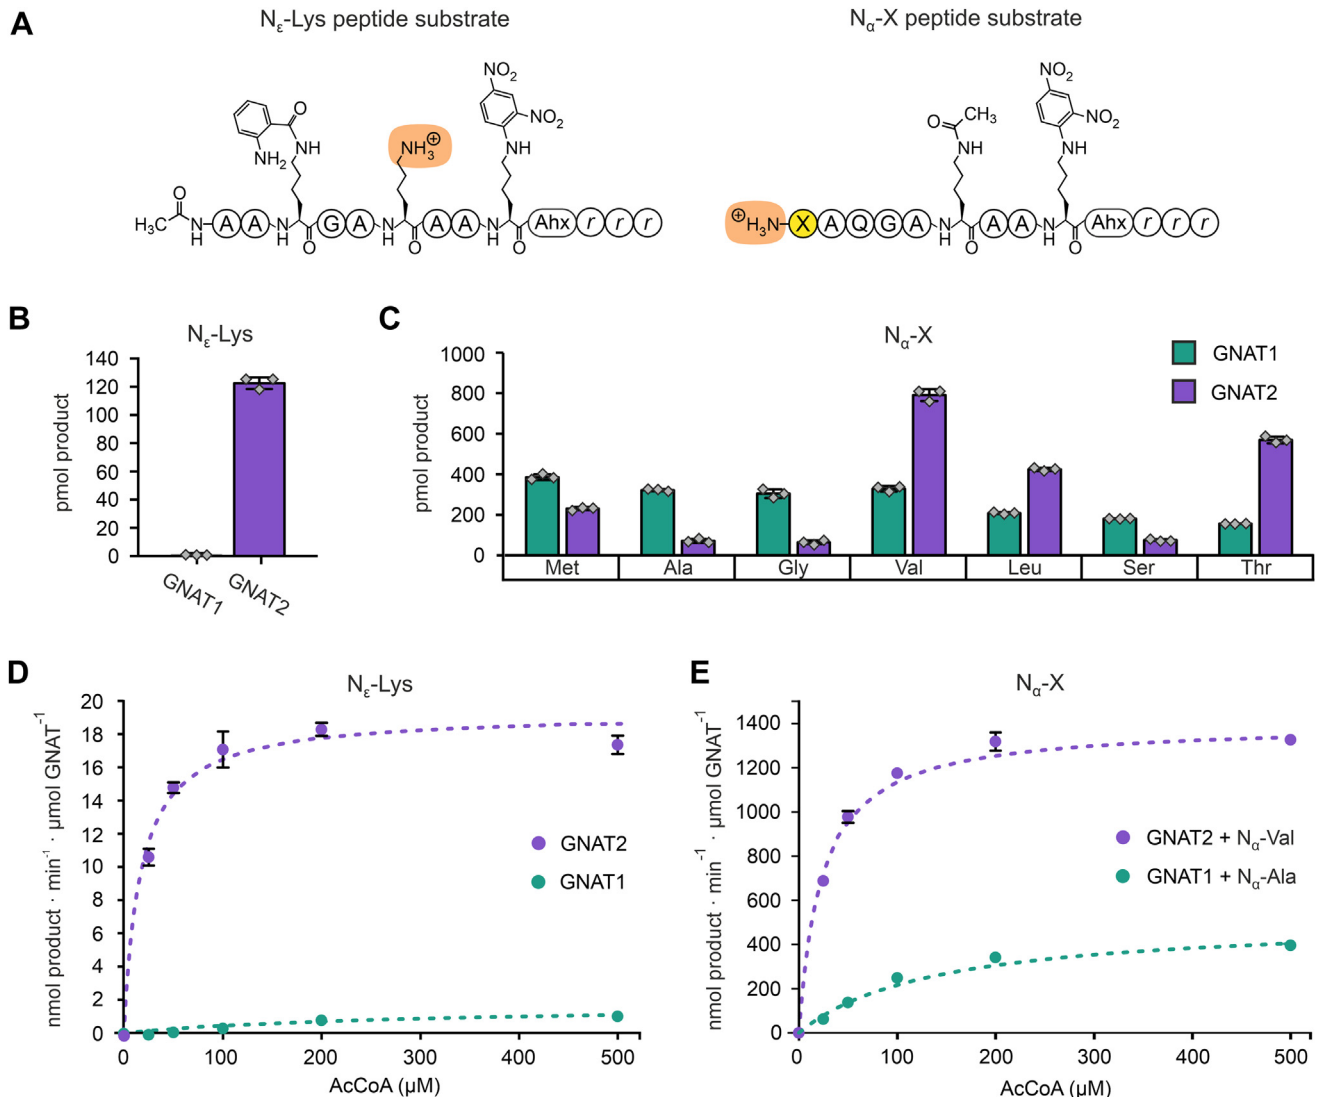 A
Nε-Lys peptide substrate
Nα-X peptide substrate
NO2
NO2
O
NH2
NH
NH3 ⊕
NO2
NH
O
CH3
NH
NO2
NH
H3C
O
N
H
A A
N
H
O
G A
N
H
O
A A
N
H
O
Ahx r r r
⊕ H3N X A Q G A
N
H
O
A A
N
H
O
Ahx r r r
B
Nε-Lys
pmol product
140
120
100
80
60
40
20
0
GNAT1
GNAT2
C
Nα-X
pmol product
1000
800
600
400
200
0
GNAT1
GNAT2
Met Ala Gly Val Leu Ser Thr
D
Nε-Lys
nmol product · min-1 · µmol GNAT-1
20
18
16
14
12
10
8
6
4
2
0
GNAT2
GNAT1
0 100 200 300 400 500
AcCoA (µM)
E
Nα-X
nmol product · min-1 · µmol GNAT-1
1400
1200
1000
800
600
400
200
0
GNAT2 + Nα-Val
GNAT1 + Nα-Ala
0 100 200 300 400 500
AcCoA (µM)